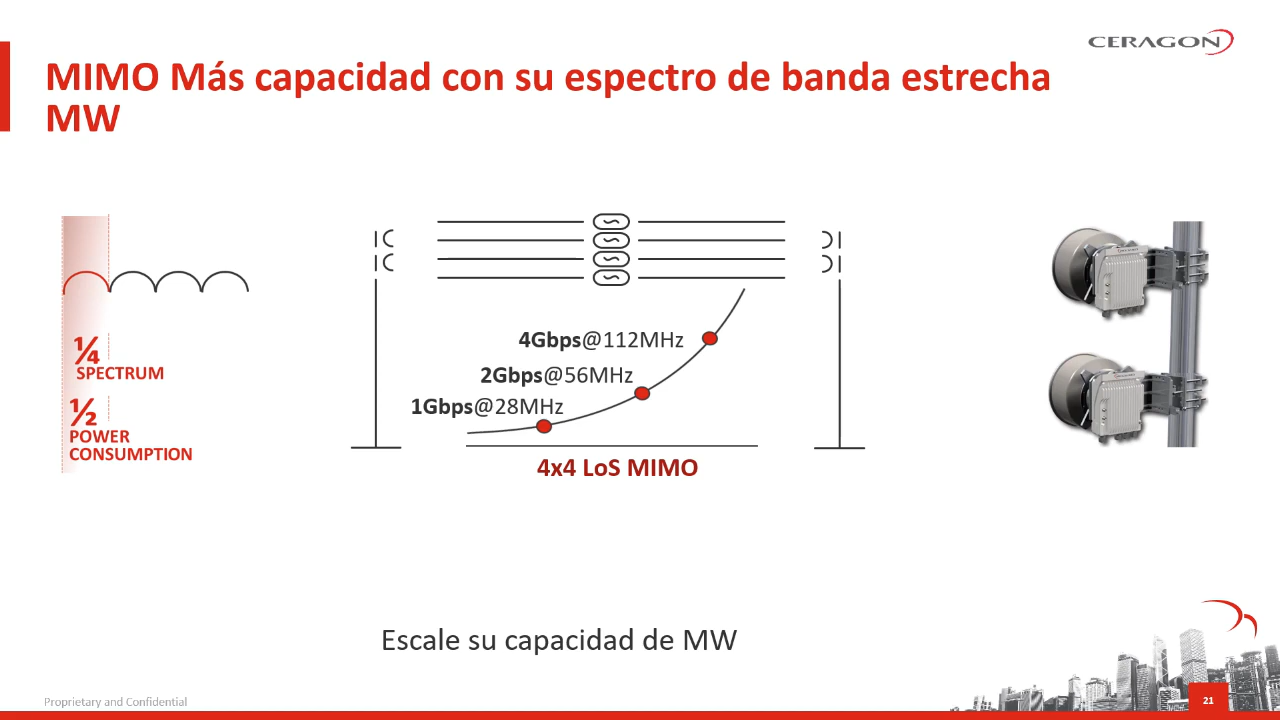 CERAGON
MIMO Más capacidad con su espectro de banda estrecha
MW
¼
SPECTRUM
½
POWER
CONSUMPTION
4Gbps@112MHz
2Gbps@56MHz
1Gbps@28MHz
4x4 LoS MIMO
Escale su capacidad de MW
Proprietary and Confidential
21